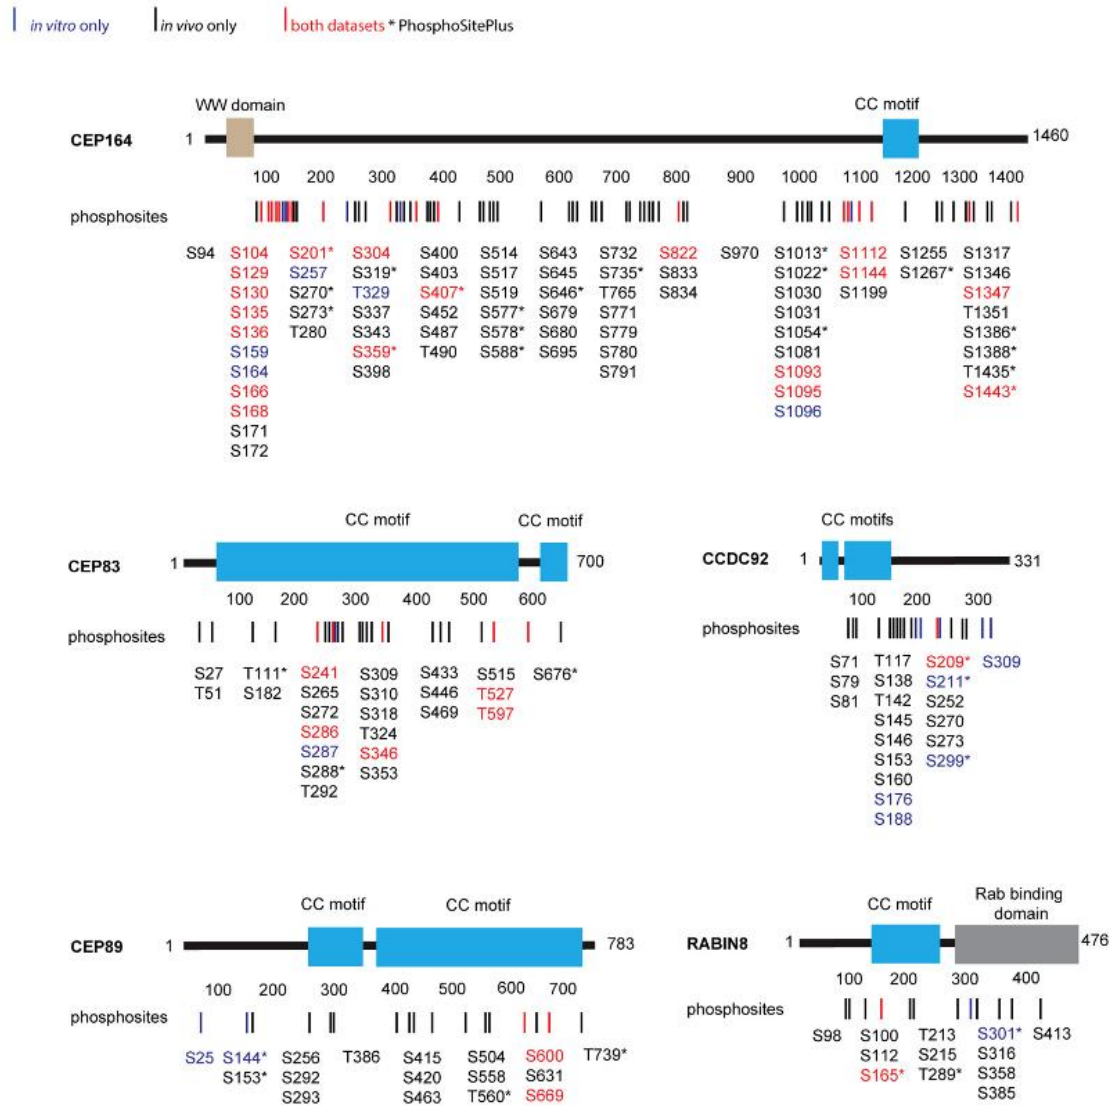 in vitro only in vivo only both datasets * PhosphoSitePlus
WW domain CC motif
CEP164 1 1460
100 200 300 400 500 600 700 800 900 1000 1100 1200 1300 1400
phosphosites
S94 S104 S201* S304 S400 S514 S643 S732 S822 S970 S1013* S1112 S1255 S1317
S129 S257 S319* S403 S517 S645 S735* S833 S1022* S1144 S1267* S1346
S130 S270* T329 S407* S519 S646* T765 S834 S1030 S1199 S1347
S135 S273* S337 S452 S577* S679 S771 S1031 T1351
S136 T280 S343 S487 S578* S680 S779 S1054* S1386*
S159 S359* T490 S588* S695 S780 S1081 S1388*
S164 S398 S791 S1093 T1435*
S166 S1095 S1443*
S168 S1096
S171
S172
CC motif CC motif
CEP83 1 700
100 200 300 400 500 600
phosphosites
S27 T111* S241 S309 S433 S515 S676*
T51 S182 S265 S310 S446 T527
S272 S318 S469 T597
S286 T324
S287 S346
S288* S353
T292
CC motifs
CCDC92 1 331
100 200 300
phosphosites
S71 T117 S209* S309
S79 S138 S211*
S81 T142 S252
S145 S270
S146 S273
S153 S299*
S160
S176
S188
CC motif CC motif
CEP89 1 783
100 200 300 400 500 600 700
phosphosites
S25 S144* S256 T386 S415 S504 S600 T739*
S153* S292 S420 S558 S631
S293 S463 T560* S669
CC motif Rab binding
domain
RABIN8 1 476
100 200 300 400
phosphosites
S98 S100 T213 S301* S413
S112 S215 S316
S165* T289* S358
S385